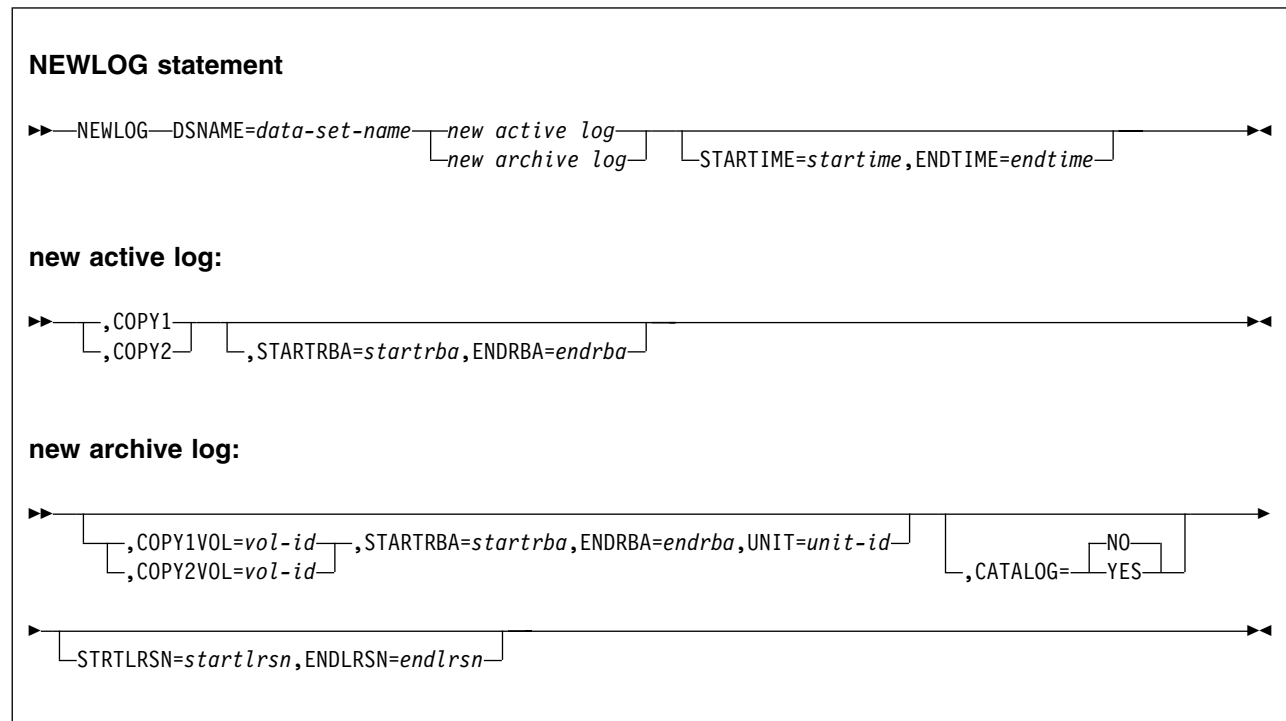 NEWLOG statement
NEWLOG DSNAME=data-set-name new active log
new archive log STARTIME=startime,ENDTIME=endtime
new active log:
,COPY1
,COPY2 ,STARTRBA=startrba,ENDRBA=endrba
new archive log:
,COPY1VOL=vol-id ,STARTRBA=startrba,ENDRBA=endrba,UNIT=unit-id NO
,COPY2VOL=vol-id ,CATALOG= YES
STRTLRSN=startlrsn,ENDLRSN=endlrsn